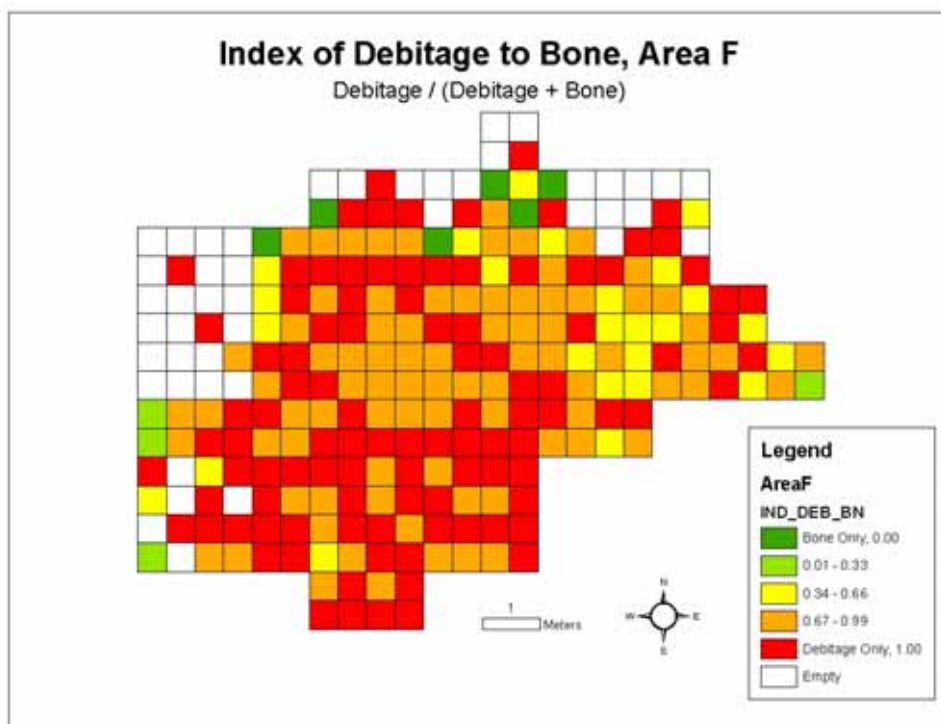 Index of Debitage to Bone, Area F
Debitage / (Debitage + Bone)
Legend
AreaF
IND_DEB_BN
Bone Only, 0.00
0.01 - 0.33
0.34 - 0.66
0.67 - 0.99
Debitage Only, 1.00
Empty
1
Meters
N
W
E
S